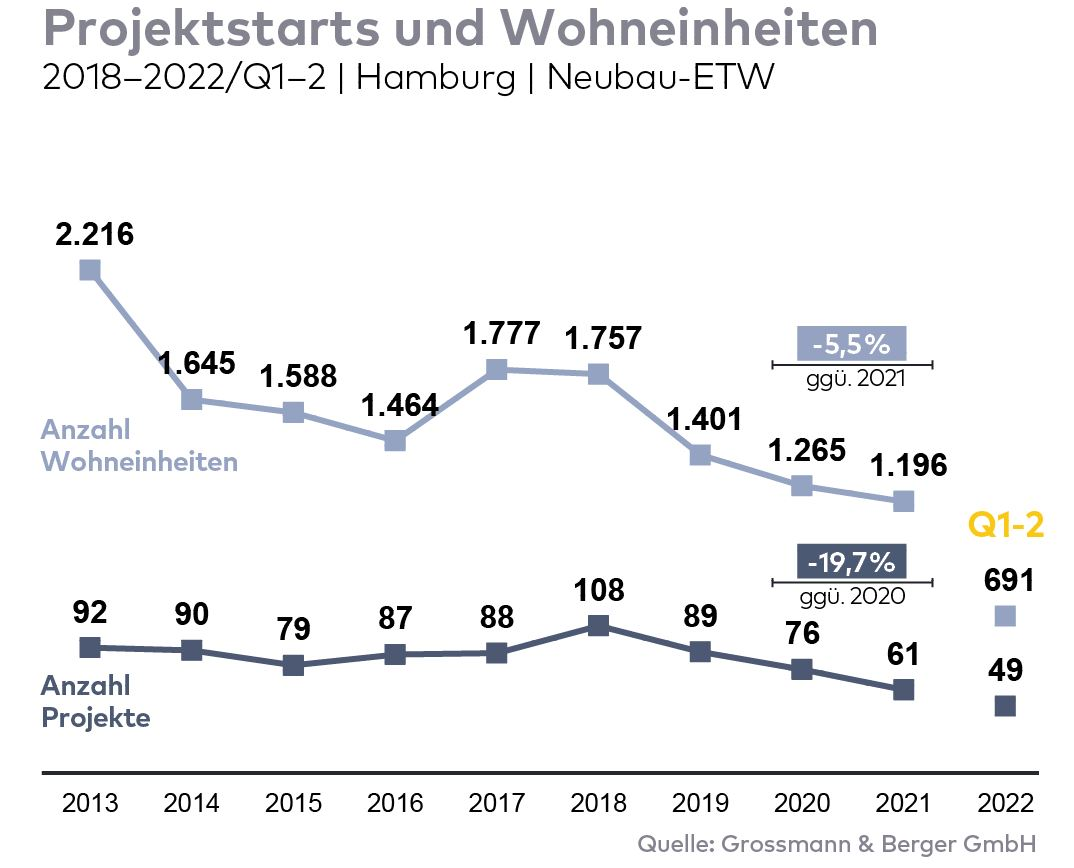 Projektstarts und Wohneinheiten
2018–2022/Q1–2 | Hamburg | Neubau-ETW
2.216
1.645
1.588
1.464
1.777
1.757
1.401
1.265
1.196
-5,5%
ggü. 2021
Anzahl
Wohneinheiten
Q1-2
691
-19,7%
ggü. 2020
92
90
79
87
88
108
89
76
61
49
Anzahl
Projekte
2013 2014 2015 2016 2017 2018 2019 2020 2021 2022
Quelle: Grossmann & Berger GmbH